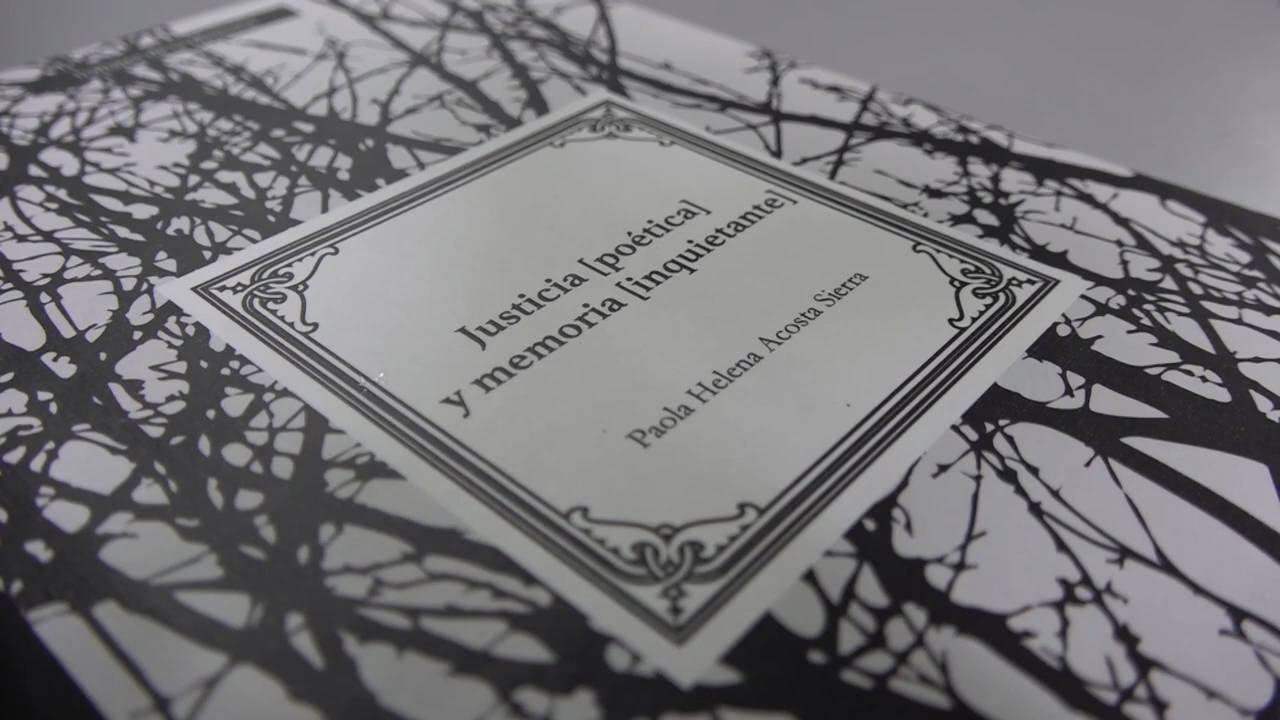 Justicia [poética]
y memoria [inquietante]
Paola Helena Acosta Sierra